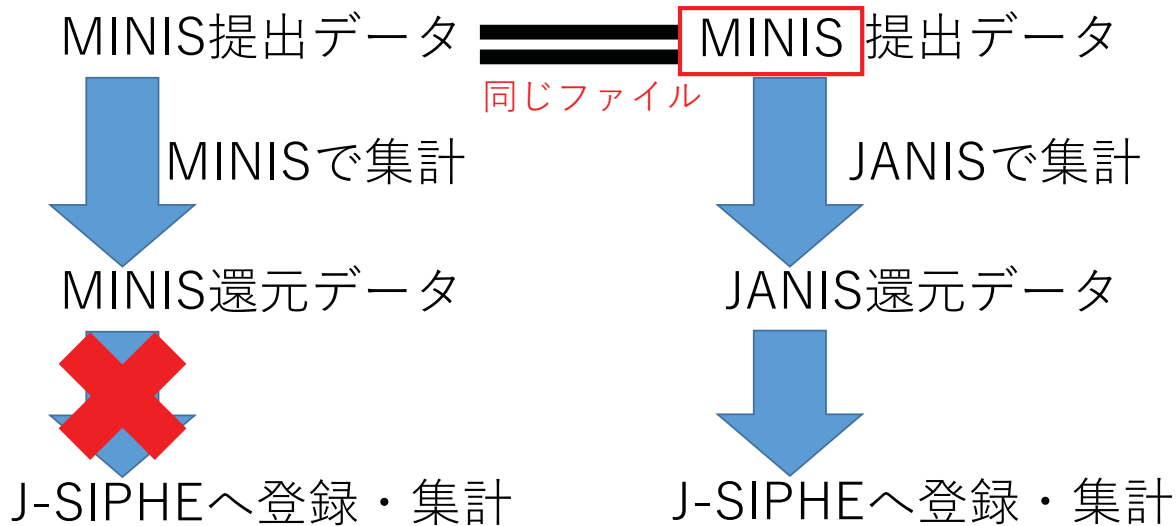 MINIS提出データ
MINIS 提出データ
同じファイル
MINISで集計
JANISで集計
MINIS還元データ
JANIS還元データ
J-SIPHEへ登録・集計
J-SIPHEへ登録・集計